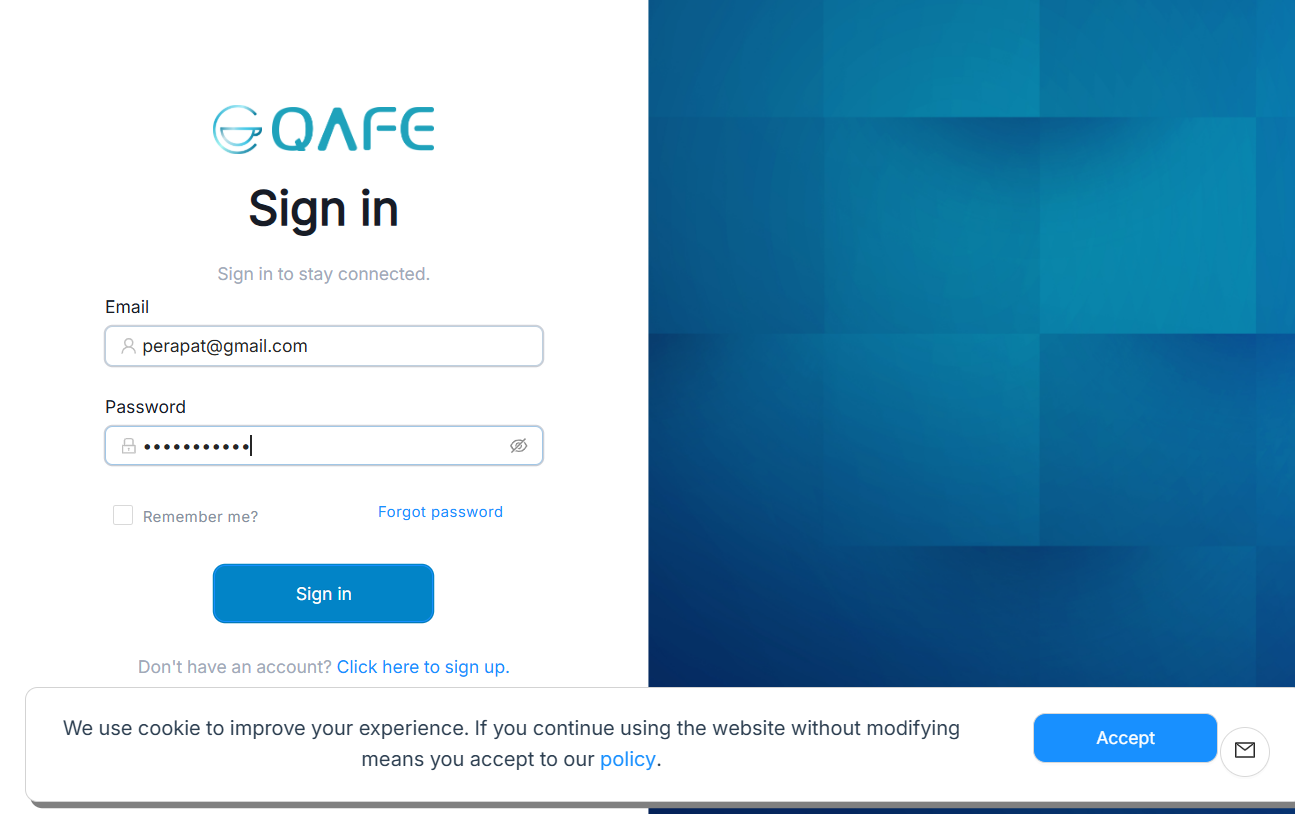 QAFE
Sign in
Sign in to stay connected.
Email
perapat@gmail.com
Password
•••••••••••
Remember me?
Forgot password
Sign in
Don't have an account? Click here to sign up.
We use cookie to improve your experience. If you continue using the website without modifying
means you accept to our policy.
Accept